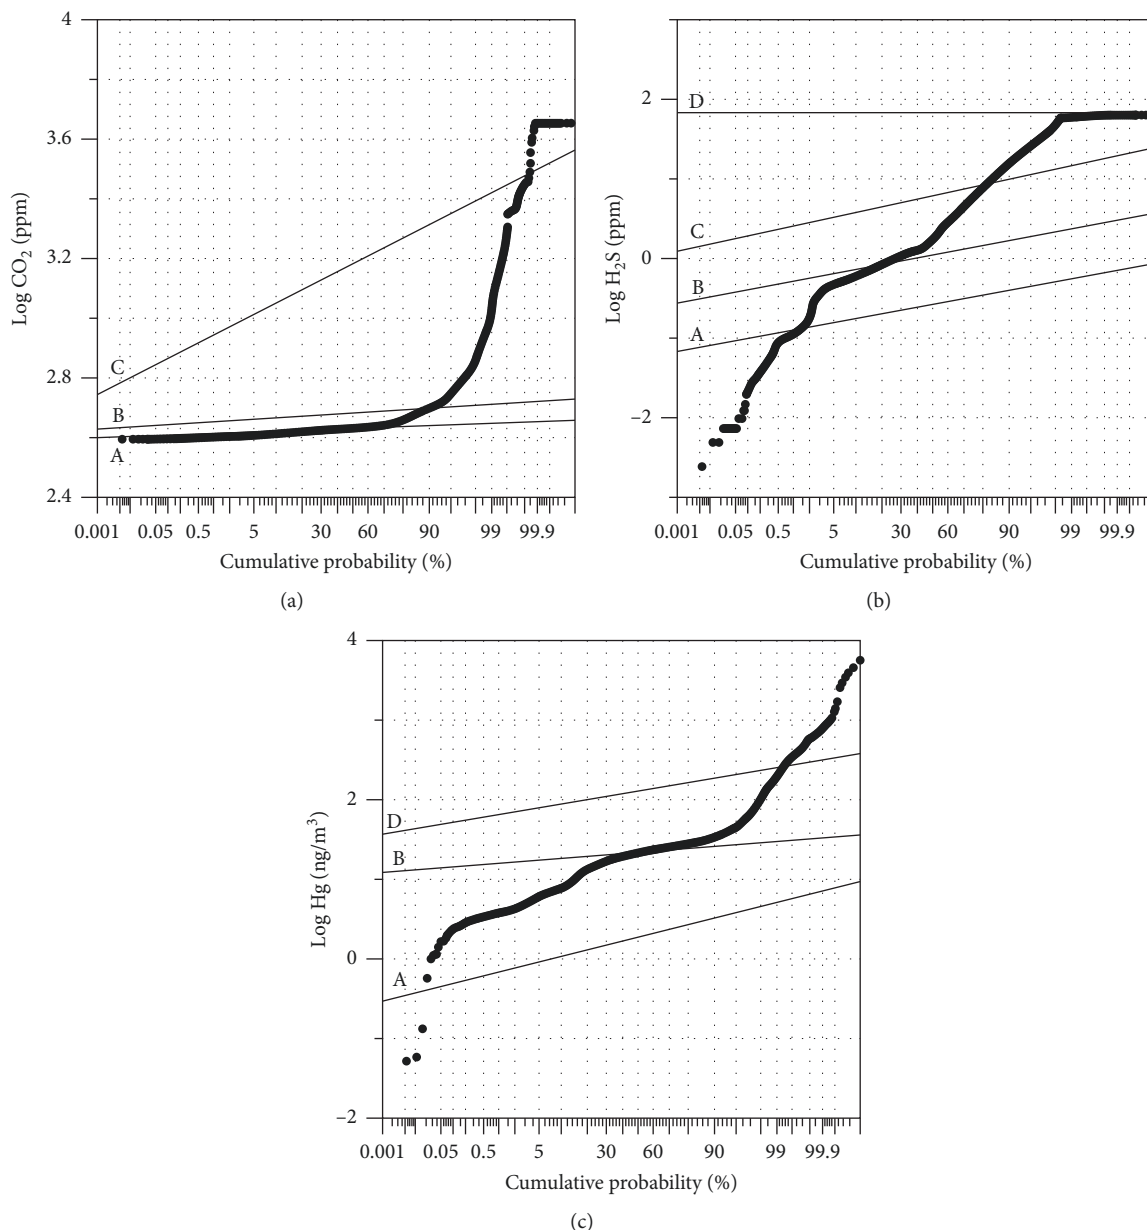 4
3.6
3.2
2.8
2.4
Log CO₂ (ppm)
C
B
A
0.001 0.05 0.5 5 30 60 90 99 99.9
Cumulative probability (%)
(a)
2
0
−2
Log H₂S (ppm)
D
C
B
A
0.001 0.05 0.5 5 30 60 90 99 99.9
Cumulative probability (%)
(b)
4
2
0
−2
Log Hg (ng/m³)
D
B
A
0.001 0.05 0.5 5 30 60 90 99 99.9
Cumulative probability (%)
(c)